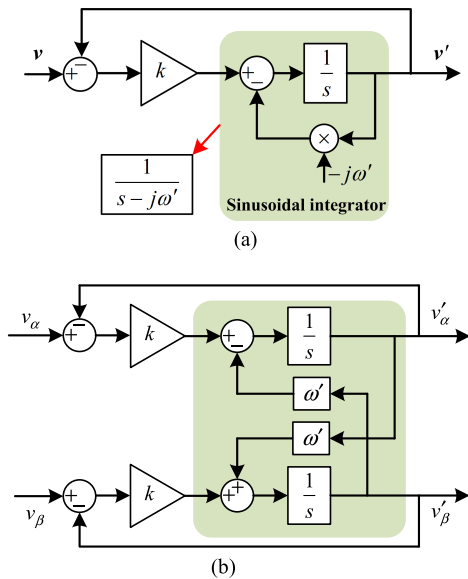 v + − k + − 1/s v′
× −jω′
1/(s − jω′)
Sinusoidal integrator
(a)
vα − k + − 1/s v′α
ω′
ω′
vβ + − k + + 1/s v′β
(b)